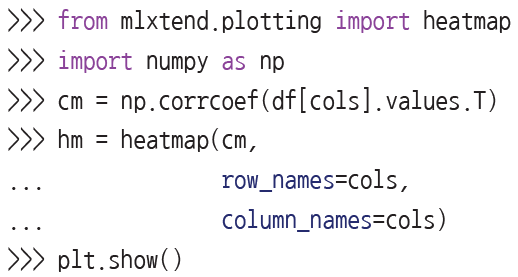 >>> from mlxtend.plotting import heatmap
>>> import numpy as np
>>> cm = np.corrcoef(df[cols].values.T)
>>> hm = heatmap(cm,
...               row_names=cols,
...               column_names=cols)
>>> plt.show()